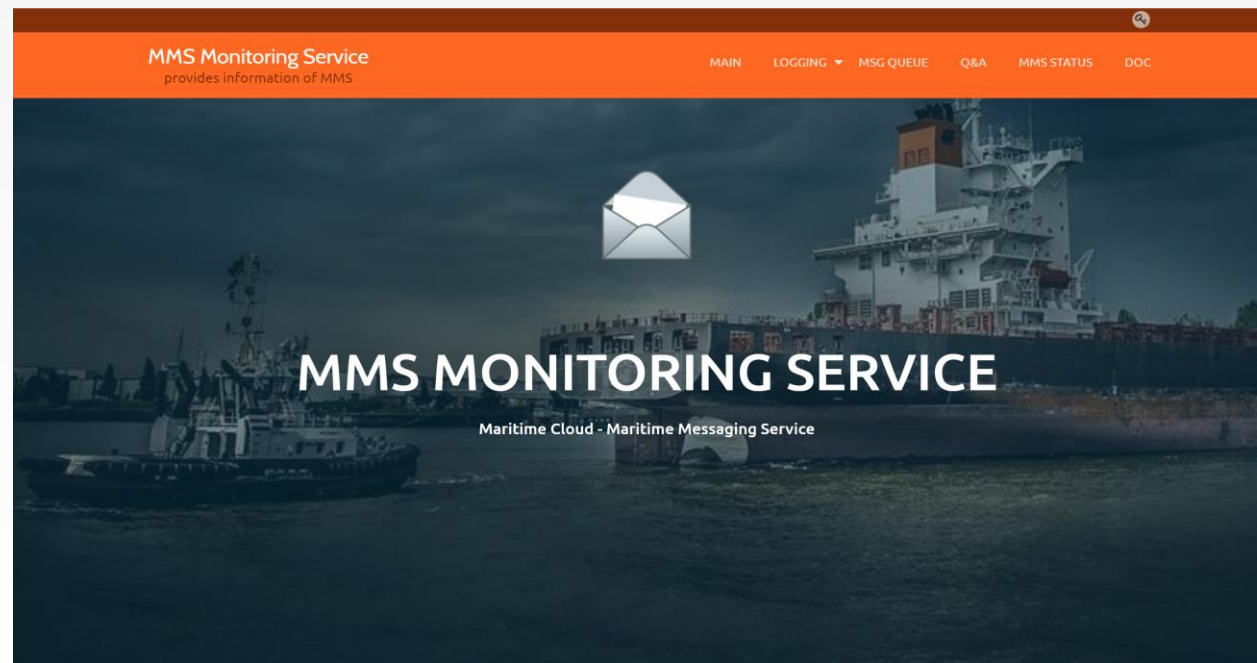 MMS Monitoring Service
provides information of MMS
MAIN LOGGING MSG QUEUE Q&A MMS STATUS DOC
MMS MONITORING SERVICE
Maritime Cloud - Maritime Messaging Service